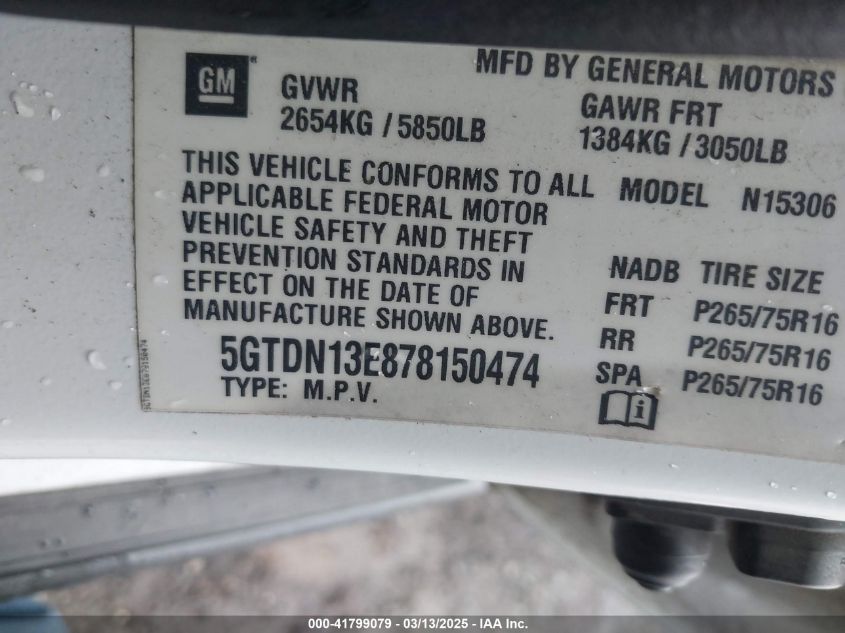 MFD BY GENERAL MOTORS
GM
GVWR
2654KG / 5850LB
GAWR FRT
1384KG / 3050LB
THIS VEHICLE CONFORMS TO ALL
APPLICABLE FEDERAL MOTOR
VEHICLE SAFETY AND THEFT
PREVENTION STANDARDS IN
EFFECT ON THE DATE OF
MANUFACTURE SHOWN ABOVE.
MODEL N15306
NADB TIRE SIZE
FRT P265/75R16
RR P265/75R16
SPA P265/75R16
5GTDN13E878150474
TYPE: M.P.V.
i
5GTDN13E878150474
000-41799079 - 03/13/2025 - IAA Inc.